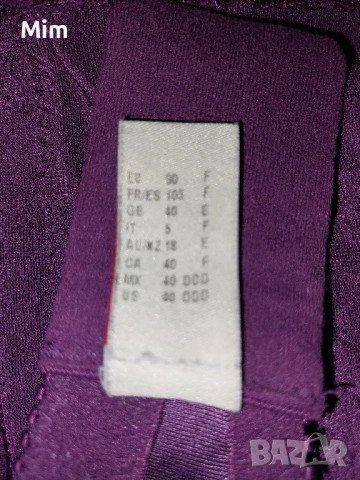 Mim
EU 90 F
FR/ES 105 F
GB 40 E
IT 5 F
AU/NZ 18 E
CA 40 F
MX 40 DDD
US 40 DDD
BAZAR